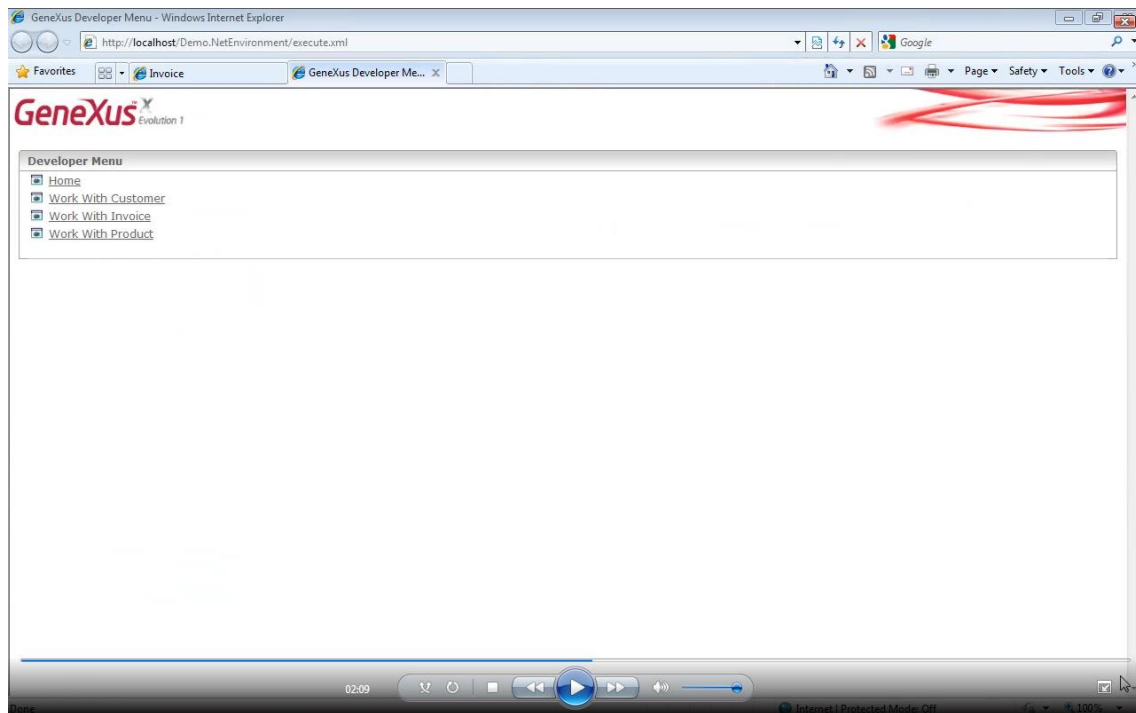 GeneXus Developer Menu - Windows Internet Explorer
http://localhost/Demo.NetEnvironment/execute.xml Google
Favorites Invoice GeneXus Developer Me... X Page Safety Tools
GeneXus™ X Evolution 1
Developer Menu
Home
Work With Customer
Work With Invoice
Work With Product
02:09
Done Internet | Protected Mode: Off 100%